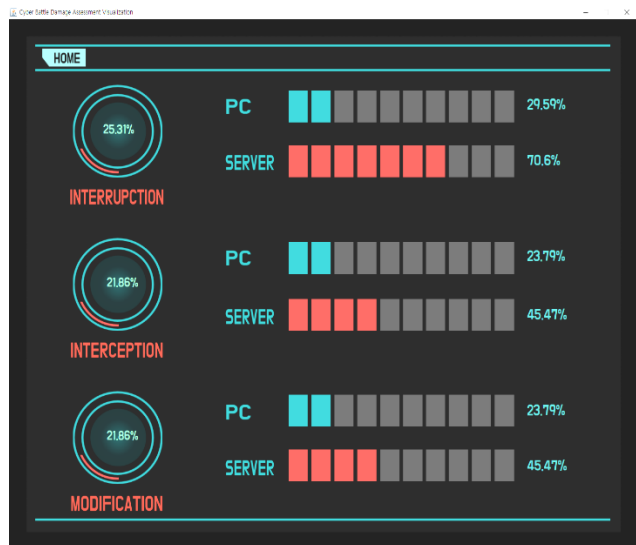 Cyber Battle Damage Assessment Visualization
HOME
25.31%
INTERRUPCTION
PC
29.59%
SERVER
70.6%
21.86%
INTERCEPTION
PC
23.79%
SERVER
45.47%
21.86%
MODIFICATION
PC
23.79%
SERVER
45.47%